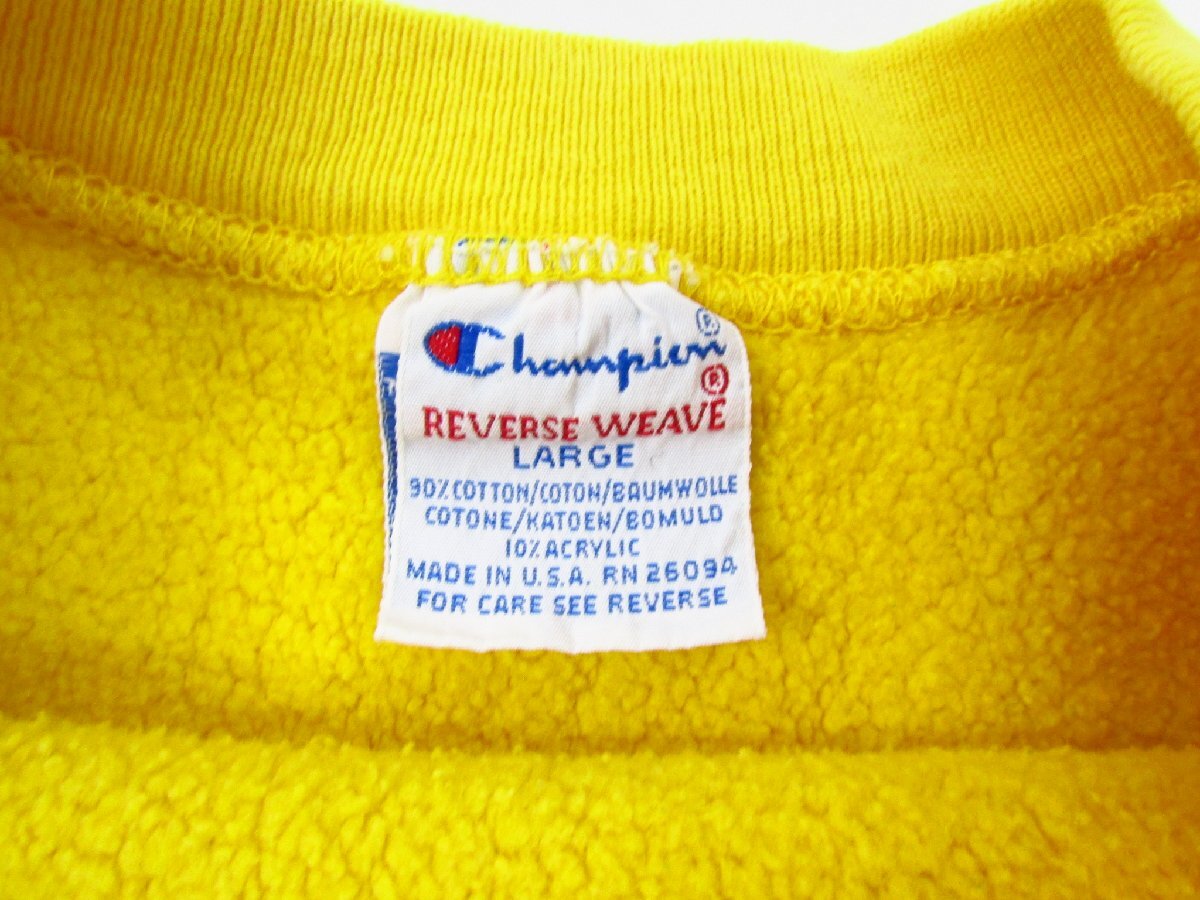 Champion®
REVERSE WEAVE®
LARGE
90% COTTON/COTON/BAUMWOLLE
COTONE/KATOEN/BOMULD
10% ACRYLIC
MADE IN U.S.A. RN 26094
FOR CARE SEE REVERSE